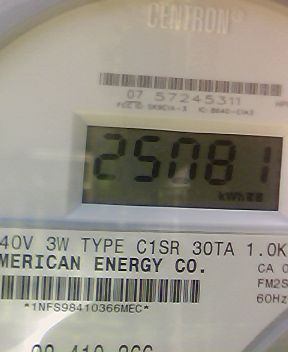 CENTRON®
07 57245311
25081
kWh
40V 3W TYPE C1SR 30TA 1.0K
MERICAN ENERGY CO.
CA 0
FM2S
60Hz
*1NFS98410366MEC*